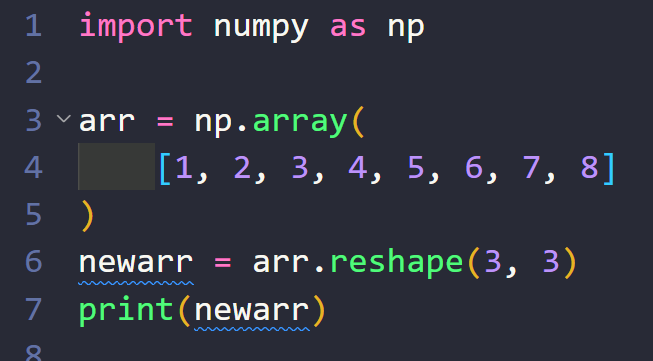 1 import numpy as np
2
3 arr = np.array(
4     [1, 2, 3, 4, 5, 6, 7, 8]
5 )
6 newarr = arr.reshape(3, 3)
7 print(newarr)
8